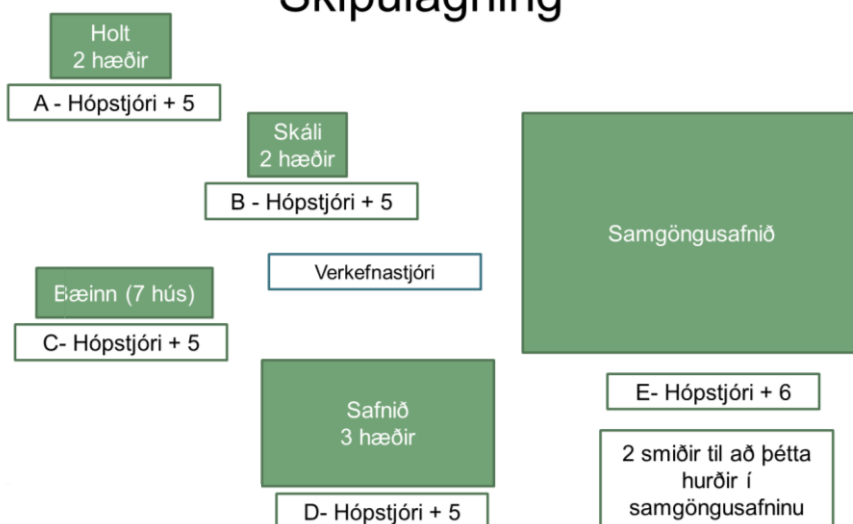 Skipulagning
Holt
2 hæðir
A - Hópstjóri + 5
Skáli
2 hæðir
B - Hópstjóri + 5
Samgöngusafnið
Verkefnastjóri
Bæinn (7 hús)
C- Hópstjóri + 5
Safnið
3 hæðir
D- Hópstjóri + 5
E- Hópstjóri + 6
2 smiðir til að þétta
hurðir í
samgöngusafninu